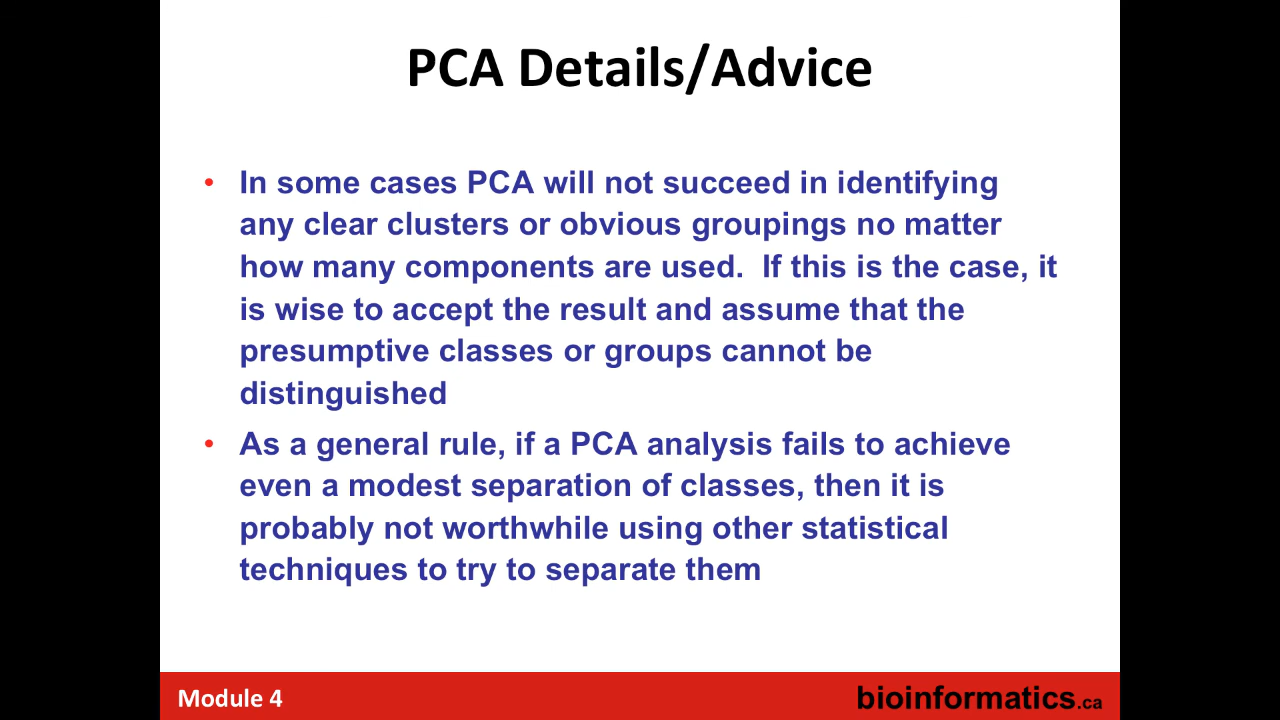 PCA Details/Advice
• In some cases PCA will not succeed in identifying
any clear clusters or obvious groupings no matter
how many components are used.  If this is the case, it
is wise to accept the result and assume that the
presumptive classes or groups cannot be
distinguished
• As a general rule, if a PCA analysis fails to achieve
even a modest separation of classes, then it is
probably not worthwhile using other statistical
techniques to try to separate them
Module 4
bioinformatics.ca